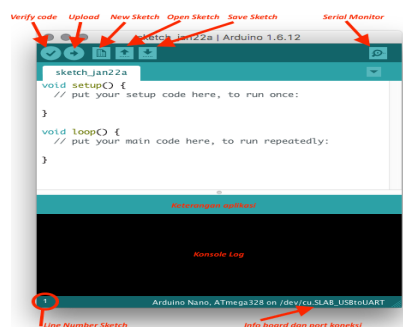 Verify code Upload New Sketch Open Sketch Save Sketch Serial Monitor
sketch_jan22a | Arduino 1.6.12
sketch_jan22a
void setup() {
// put your setup code here, to run once:
}
void loop() {
// put your main code here, to run repeatedly:
}
Keterangan aplikasi
Konsole Log
1 Arduino Nano, ATmega328 on /dev/cu.SLAB_USBtoUART
Line Number Sketch Info board dan port koneksi